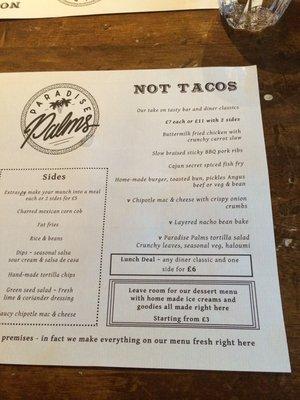 PARADISE
Palms
NOT TACOS
Our take on tasty bar and diner classics
£7 each or £11 with 2 sides
Buttermilk fried chicken with
crunchy carrot slaw
Slow braised sticky BBQ pork ribs
Cajun secret spiced fish fry
Home-made burger, toasted bun, pickles Angus
beef or veg & bean
v Chipotle mac & cheese with crispy onion
crumbs
v Layered nacho bean bake
v Paradise Palms tortilla salad
Crunchy leaves, seasonal veg, haloumi
Lunch Deal – any diner classic and one
side for £6
Leave room for our dessert menu
with home made ice creams and
goodies all made right here
Starting from £3
Sides
Extras to make your munch into a meal
each or 2 sides for £5
Charred mexican corn cob
Fat fries
Rice & beans
Dips – seasonal salsa
sour cream & salsa de casa
Hand-made tortilla chips
Green seed salad – Fresh
lime & coriander dressing
saucy chipotle mac & cheese
premises - in fact we make everything on our menu fresh right here